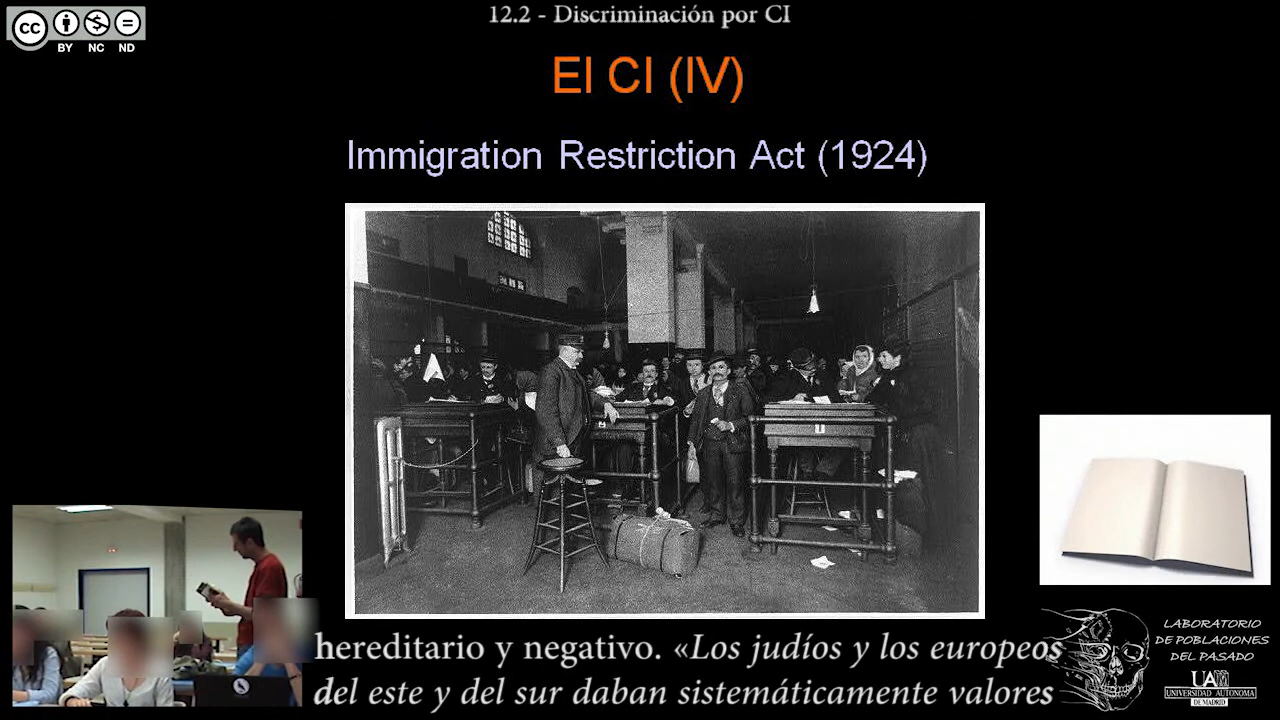 12.2 - Discriminación por CI
cc
BY NC ND
El CI (IV)
Immigration Restriction Act (1924)
hereditario y negativo. «Los judíos y los europeos
del este y del sur daban sistemáticamente valores
LABORATORIO
DE POBLACIONES
DEL PASADO
UAM
UNIVERSIDAD AUTONOMA
DE MADRID